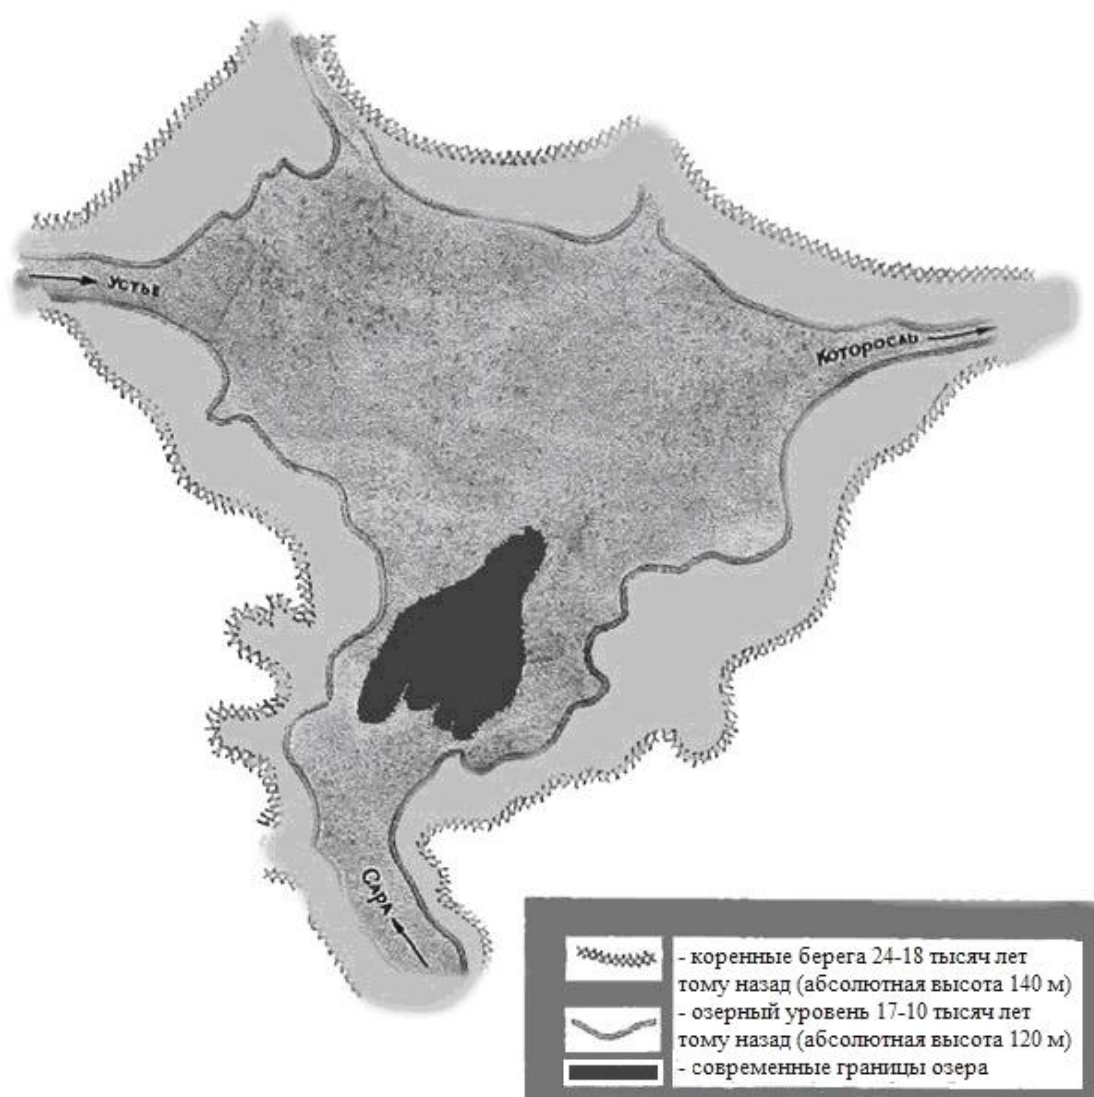 Устье
Которосль
Сара
- коренные берега 24-18 тысяч лет
тому назад (абсолютная высота 140 м)
- озерный уровень 17-10 тысяч лет
тому назад (абсолютная высота 120 м)
- современные границы озера